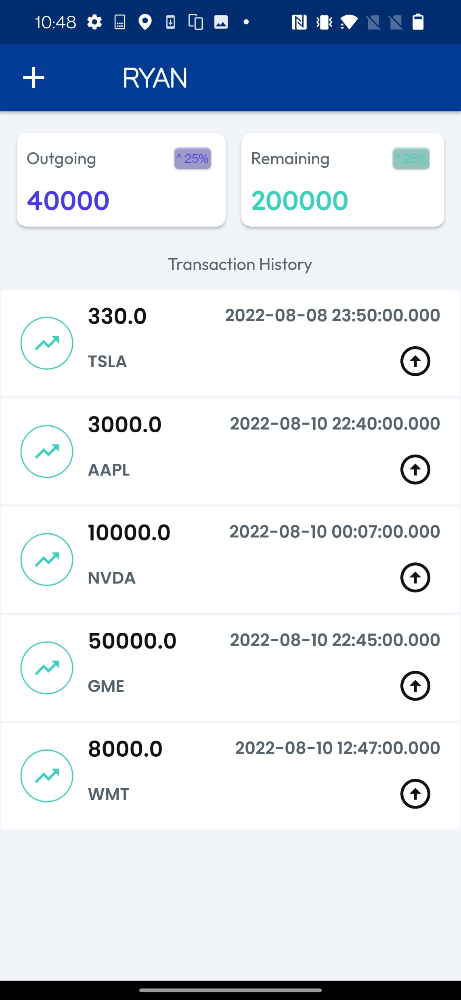 10:48
RYAN
Outgoing ^ 25%
40000
Remaining ^ 25%
200000
Transaction History
330.0 2022-08-08 23:50:00.000
TSLA
3000.0 2022-08-10 22:40:00.000
AAPL
10000.0 2022-08-10 00:07:00.000
NVDA
50000.0 2022-08-10 22:45:00.000
GME
8000.0 2022-08-10 12:47:00.000
WMT